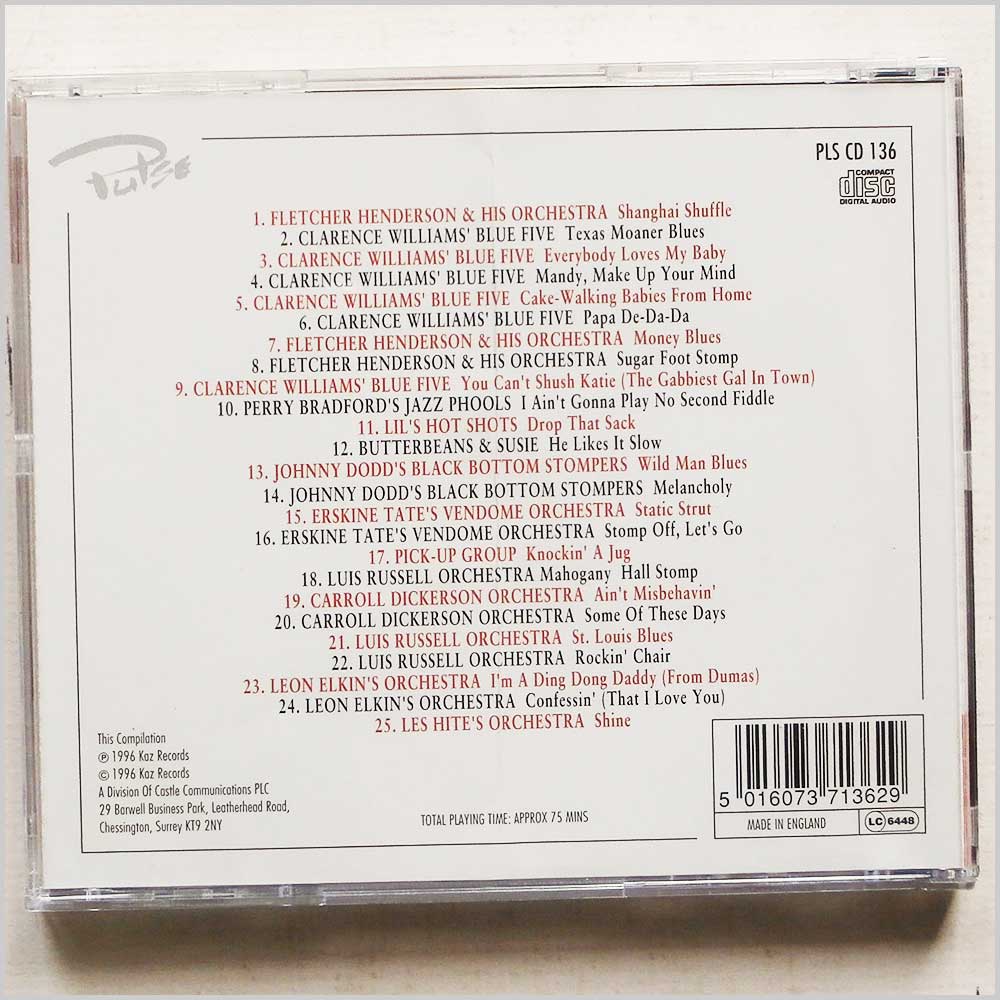 Pulse
PLS CD 136
COMPACT
disc
DIGITAL AUDIO
1. FLETCHER HENDERSON & HIS ORCHESTRA Shanghai Shuffle
2. CLARENCE WILLIAMS' BLUE FIVE Texas Moaner Blues
3. CLARENCE WILLIAMS' BLUE FIVE Everybody Loves My Baby
4. CLARENCE WILLIAMS' BLUE FIVE Mandy, Make Up Your Mind
5. CLARENCE WILLIAMS' BLUE FIVE Cake-Walking Babies From Home
6. CLARENCE WILLIAMS' BLUE FIVE Papa De-Da-Da
7. FLETCHER HENDERSON & HIS ORCHESTRA Money Blues
8. FLETCHER HENDERSON & HIS ORCHESTRA Sugar Foot Stomp
9. CLARENCE WILLIAMS' BLUE FIVE You Can't Shush Katie (The Gabbiest Gal In Town)
10. PERRY BRADFORD'S JAZZ PHOOLS I Ain't Gonna Play No Second Fiddle
11. LIL'S HOT SHOTS Drop That Sack
12. BUTTERBEANS & SUSIE He Likes It Slow
13. JOHNNY DODD'S BLACK BOTTOM STOMPERS Wild Man Blues
14. JOHNNY DODD'S BLACK BOTTOM STOMPERS Melancholy
15. ERSKINE TATE'S VENDOME ORCHESTRA Static Strut
16. ERSKINE TATE'S VENDOME ORCHESTRA Stomp Off, Let's Go
17. PICK-UP GROUP Knockin' A Jug
18. LUIS RUSSELL ORCHESTRA Mahogany Hall Stomp
19. CARROLL DICKERSON ORCHESTRA Ain't Misbehavin'
20. CARROLL DICKERSON ORCHESTRA Some Of These Days
21. LUIS RUSSELL ORCHESTRA St. Louis Blues
22. LUIS RUSSELL ORCHESTRA Rockin' Chair
23. LEON ELKIN'S ORCHESTRA I'm A Ding Dong Daddy (From Dumas)
24. LEON ELKIN'S ORCHESTRA Confessin' (That I Love You)
25. LES HITE'S ORCHESTRA Shine
This Compilation
℗ 1996 Kaz Records
© 1996 Kaz Records
A Division Of Castle Communications PLC
29 Barwell Business Park, Leatherhead Road,
Chessington, Surrey KT9 2NY
TOTAL PLAYING TIME: APPROX 75 MINS
5 016073 713629
MADE IN ENGLAND
LC 6448